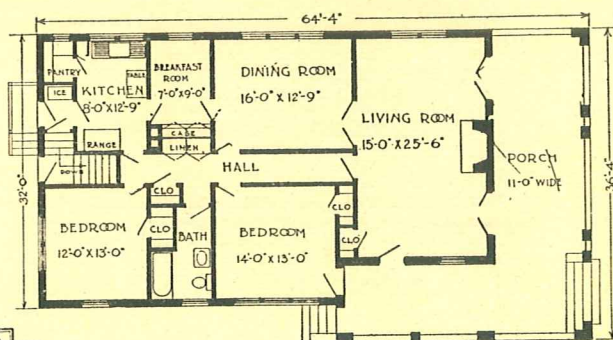 64'-4"
PANTRY
TABLE
BREAKFAST
ROOM
7'-0"X9'-0"
DINING ROOM
16'-0" X 12'-9"
ICE
KITCHEN
8'-0"X12'-9"
LIVING ROOM
15'-0" X 25'-6"
RANGE
CASE
LINEN
PORCH
11'-0" WIDE
DOWN
HALL
32'-0"
36'-4"
CLO
CLO
CLO
CLO
BEDROOM
12'-0"X13'-0"
BATH
BEDROOM
14'-0"X13'-0"